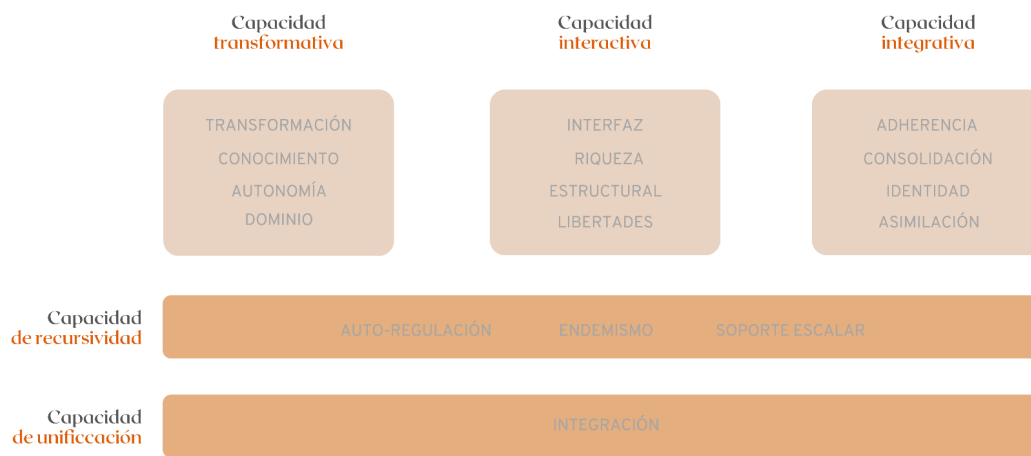 Capacidad
transformativa
Capacidad
interactiva
Capacidad
integrativa
TRANSFORMACIÓN
CONOCIMIENTO
AUTONOMÍA
DOMINIO
INTERFAZ
RIQUEZA
ESTRUCTURAL
LIBERTADES
ADHERENCIA
CONSOLIDACIÓN
IDENTIDAD
ASIMILACIÓN
Capacidad
de recursividad
AUTO-REGULACIÓN ENDEMISMO SOPORTE ESCALAR
Capacidad
de unificcación
INTEGRACIÓN